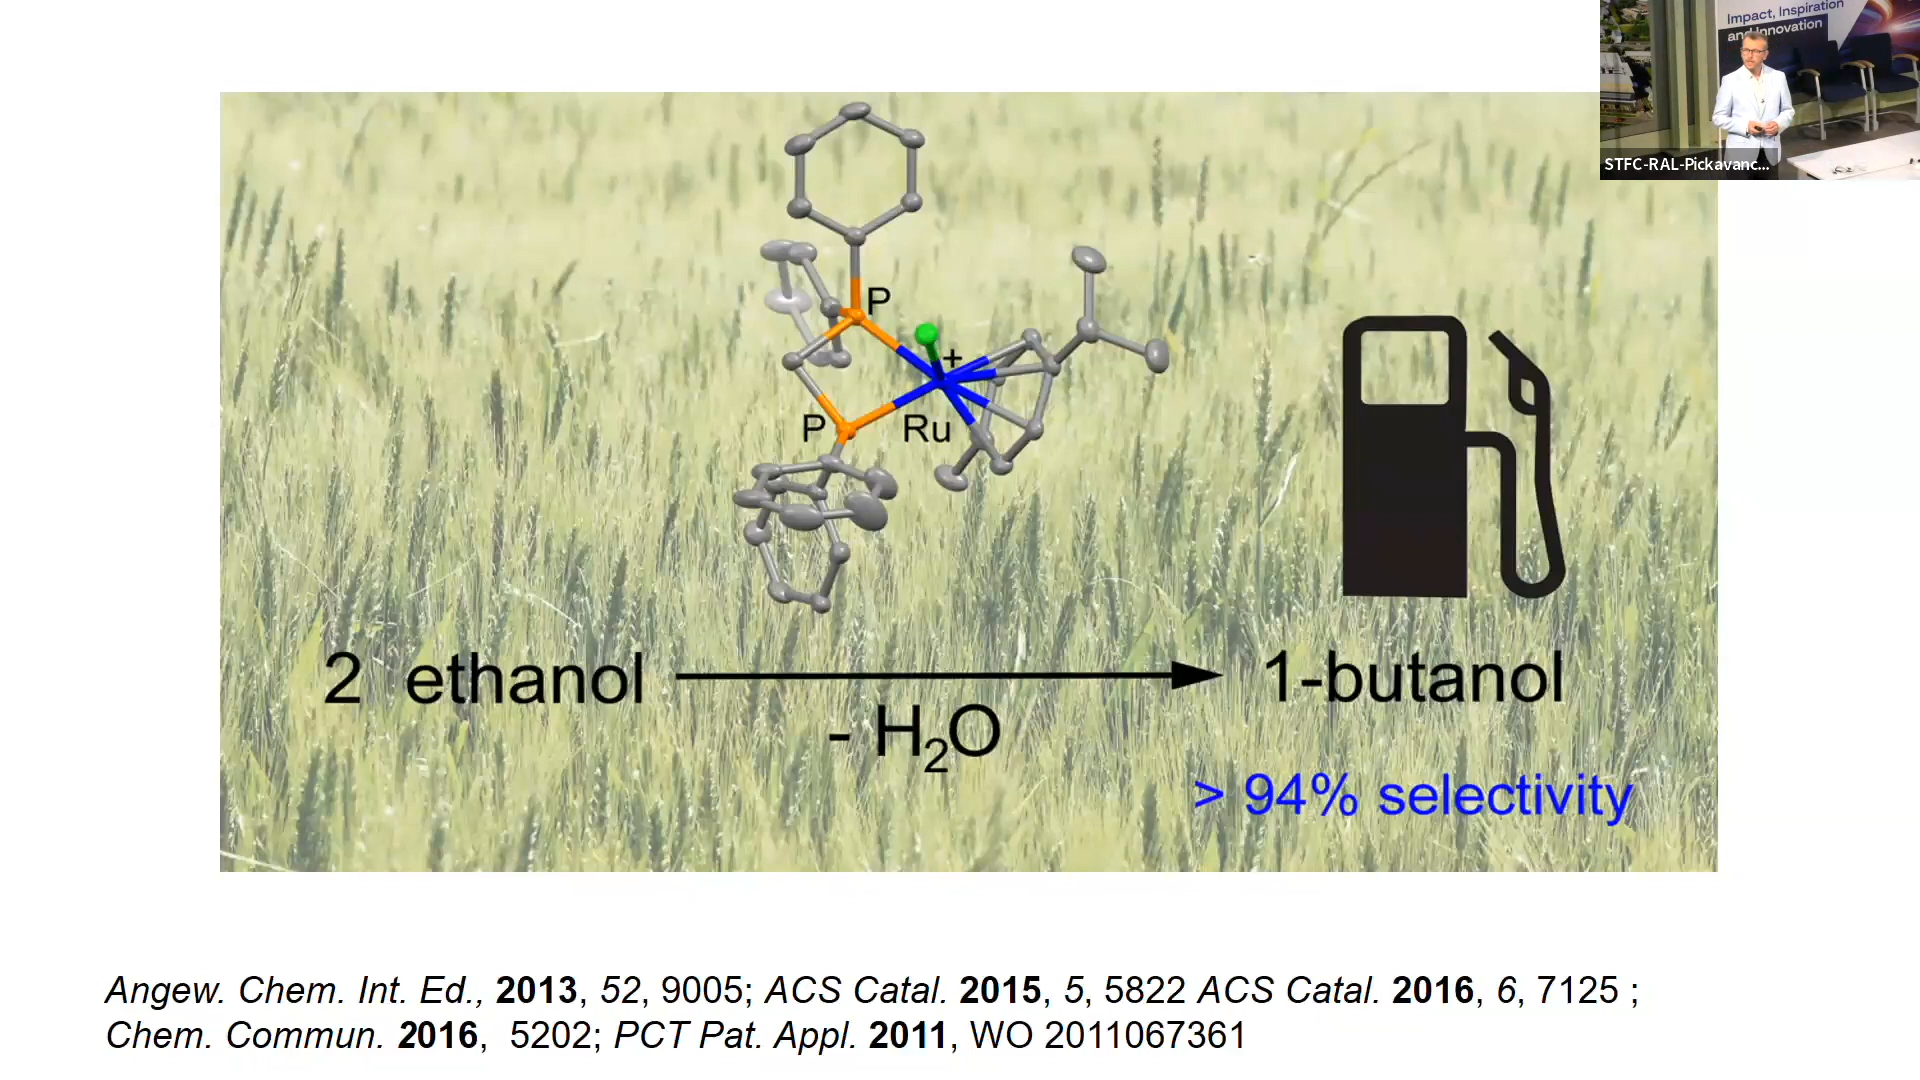 Impact, Inspiration
and Innovation
STFC-RAL-Pickavanc...
P
+
P
Ru
2 ethanol
1-butanol
- H₂O
> 94% selectivity
Angew. Chem. Int. Ed., 2013, 52, 9005; ACS Catal. 2015, 5, 5822 ACS Catal. 2016, 6, 7125 ;
Chem. Commun. 2016, 5202; PCT Pat. Appl. 2011, WO 2011067361